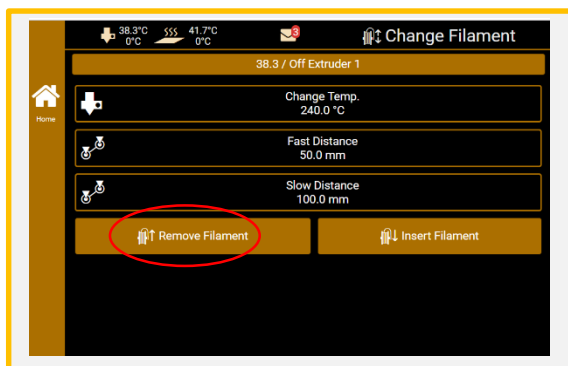 38.3°C 41.7°C 3 Change Filament
0°C 0°C
38.3 / Off Extruder 1
Home
Change Temp.
240.0 °C
Fast Distance
50.0 mm
Slow Distance
100.0 mm
Remove Filament Insert Filament